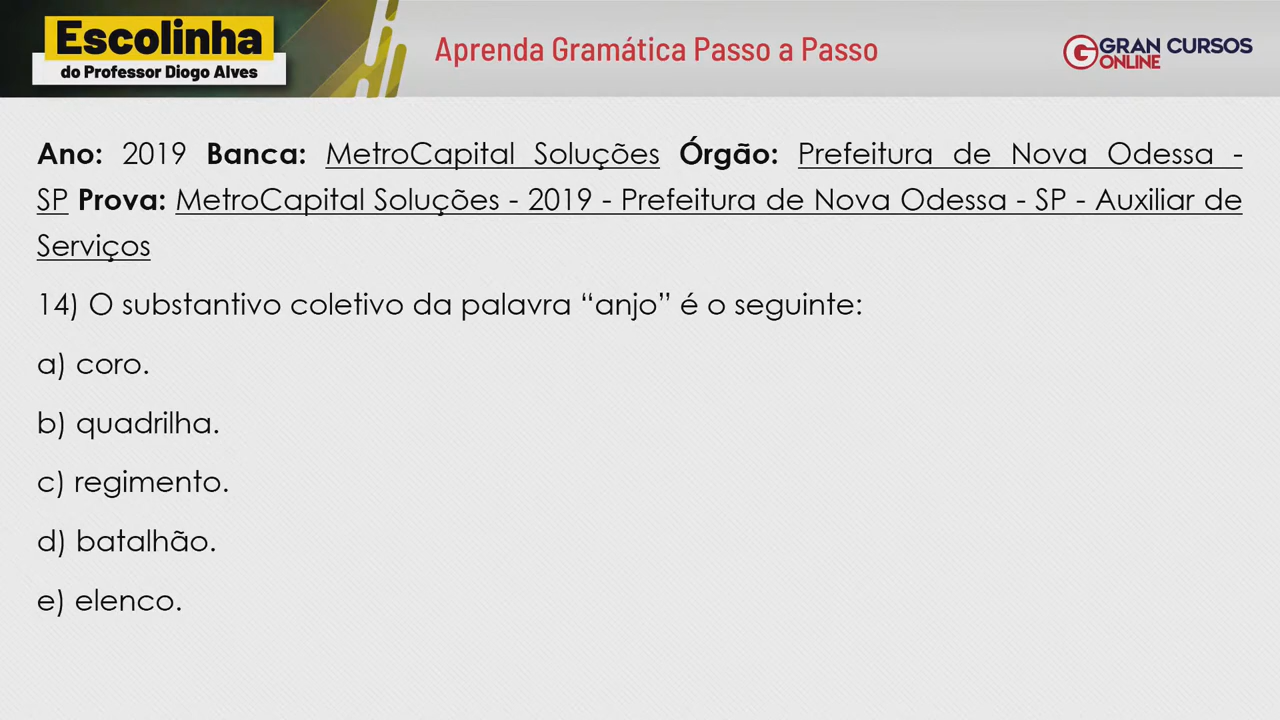 Escolinha
do Professor Diogo Alves
Aprenda Gramática Passo a Passo
GRAN CURSOS
ONLINE
Ano: 2019 Banca: MetroCapital Soluções Órgão: Prefeitura de Nova Odessa -
SP Prova: MetroCapital Soluções - 2019 - Prefeitura de Nova Odessa - SP - Auxiliar de
Serviços
14) O substantivo coletivo da palavra “anjo” é o seguinte:
a) coro.
b) quadrilha.
c) regimento.
d) batalhão.
e) elenco.